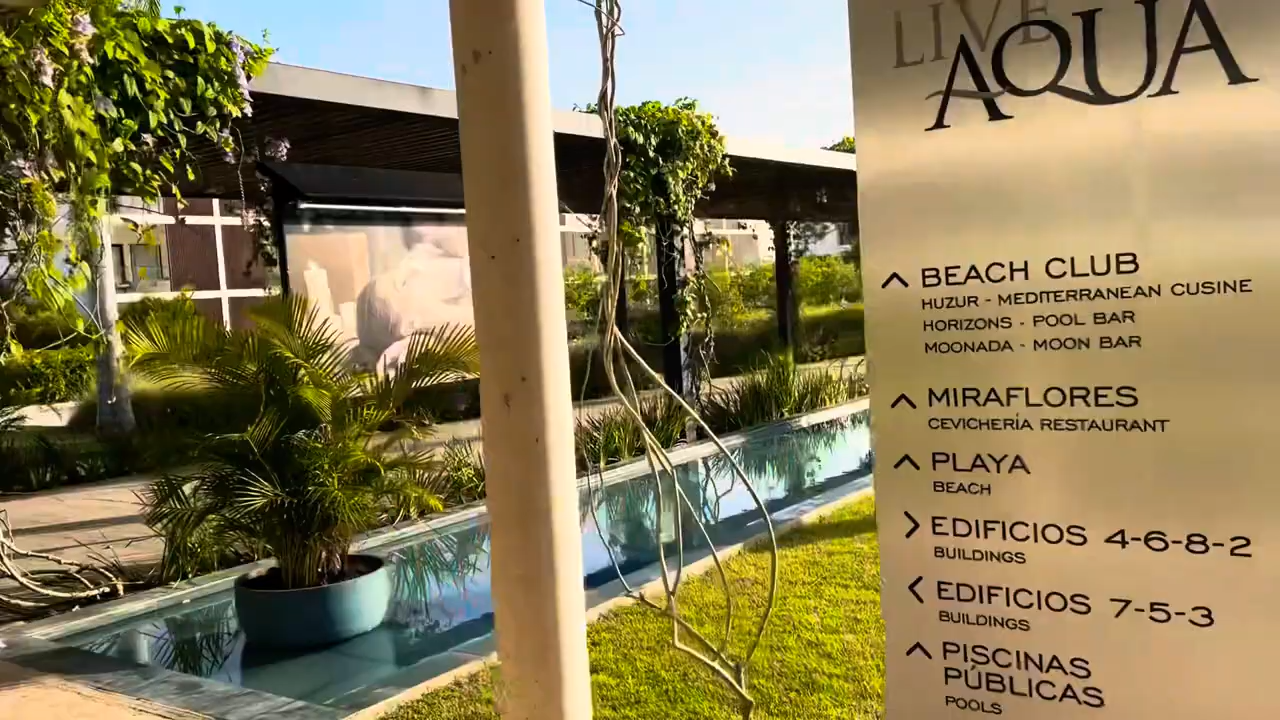 LIVE
AQUA
BEACH CLUB
HUZUR - MEDITERRANEAN CUSINE
HORIZONS - POOL BAR
MOONADA - MOON BAR
MIRAFLORES
CEVICHERÍA RESTAURANT
PLAYA
BEACH
EDIFICIOS 4-6-8-2
BUILDINGS
EDIFICIOS 7-5-3
BUILDINGS
PISCINAS
PÚBLICAS
POOLS